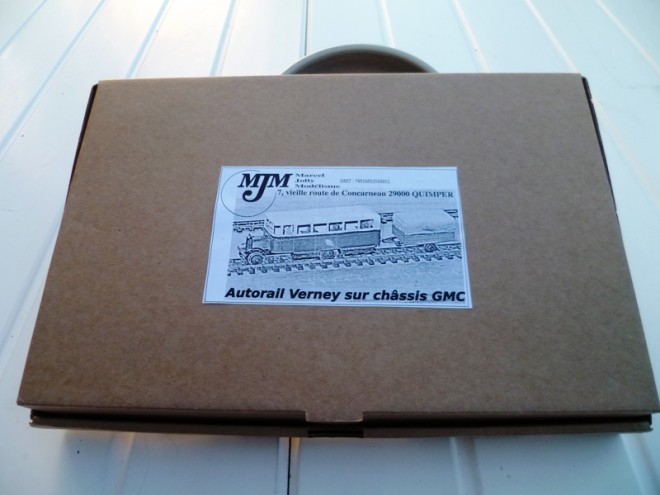 MJM
Marcel
Jolly
Modélisme
7, vieille route de Concarneau 29000 QUIMPER
Autorail Verney sur châssis GMC